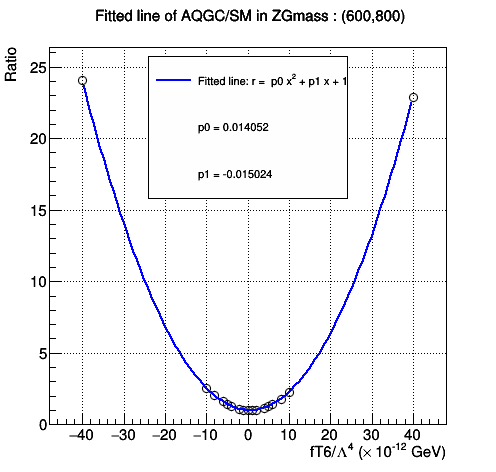 Fitted line of AQGC/SM in ZGmass : (600,800)
Ratio
Fitted line: r = p0 x² + p1 x + 1
p0 = 0.014052
p1 = -0.015024
25
20
15
10
5
0
−40 −30 −20 −10 0 10 20 30 40
fT6/Λ⁴ (× 10⁻¹² GeV)